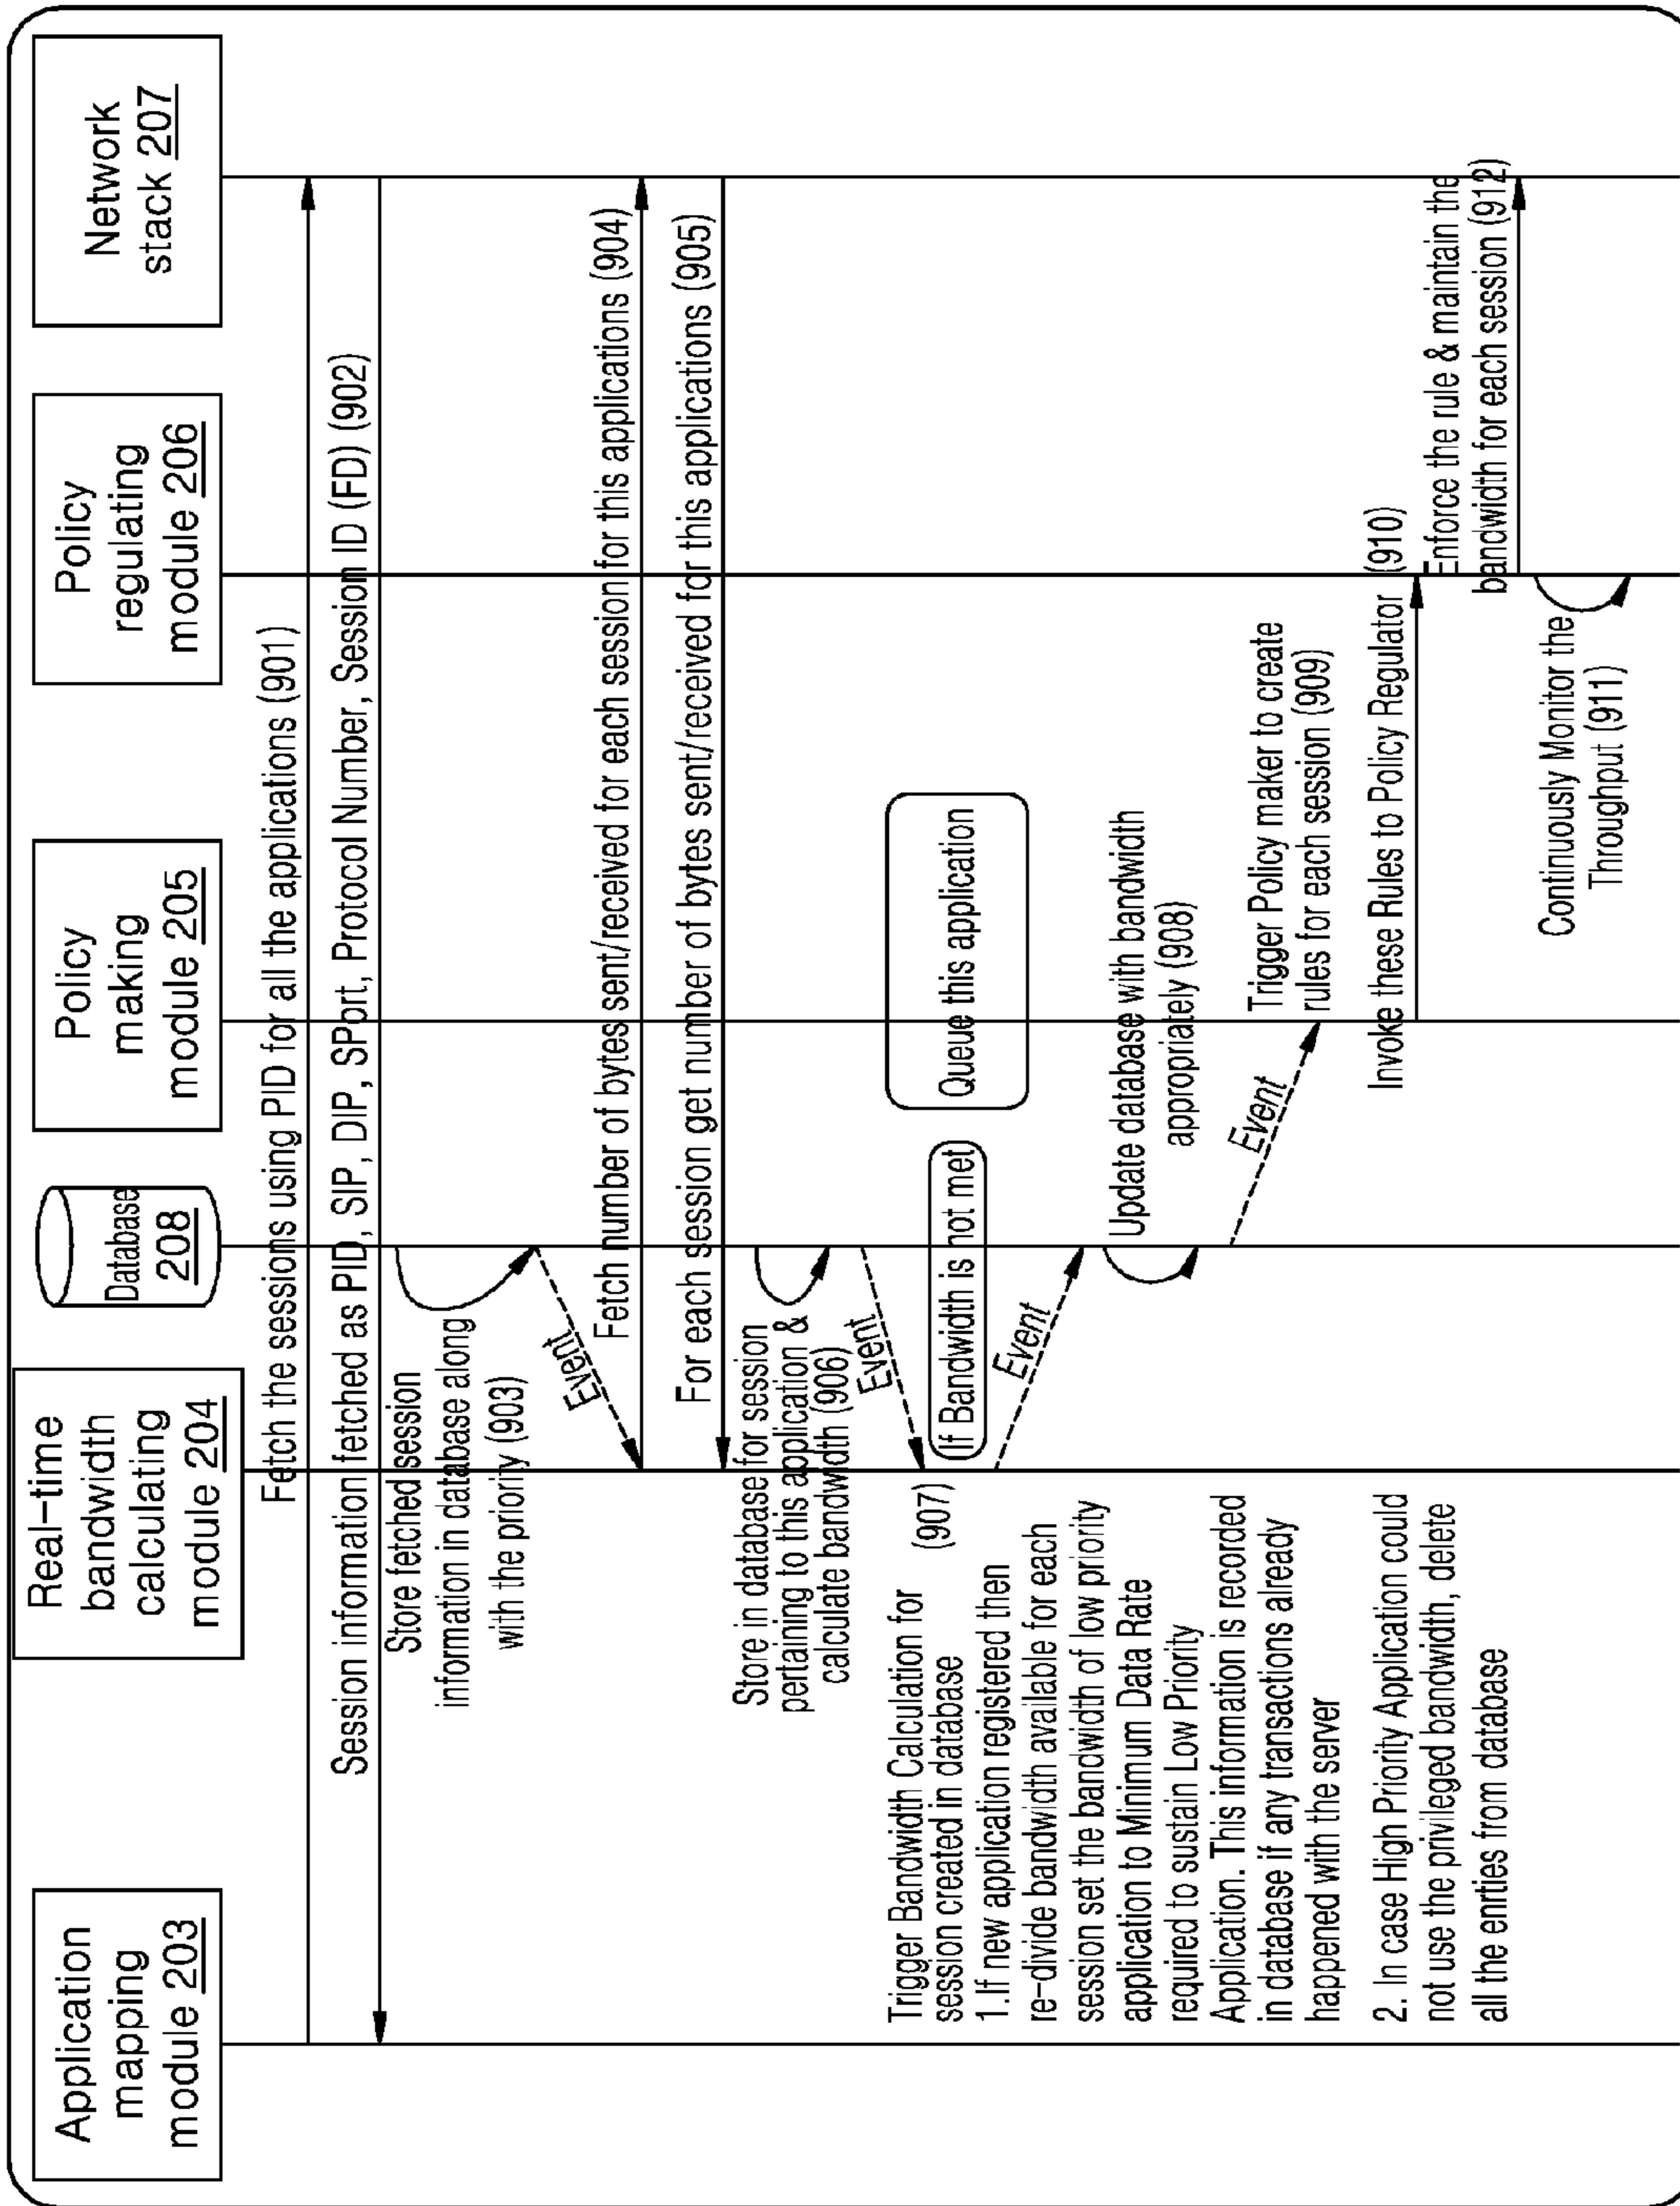 Application
mapping
module 203
Real-time
bandwidth
calculating
module 204
Database
208
Policy
making
module 205
Policy
regulating
module 206
Network
stack 207
Fetch the sessions using PID for all the applications (901)
Session information fetched as PID, SIP, DIP, SPort, Protocol Number, Session ID (FD) (902)
Store fetched session
information in database along
with the priority (903)
Event
Fetch number of bytes sent/received for each session for this applications (904)
For each session get number of bytes sent/received for this applications (905)
Store in database for session
pertaining to this application &
calculate bandwidth (906)
Event
Trigger Bandwidth Calculation for
session created in database
(907)
1.If new application registered then
re-divide bandwidth available for each
session set the bandwidth of low priority
application to Minimum Data Rate
required to sustain Low Priority
Application. This information is recorded
in database if any transactions already
happened with the server
2. In case High Priority Application could
not use the privileged bandwidth, delete
all the enrties from database
If Bandwidth is not met
Queue this application
Event
Update database with bandwidth
appropriately (908)
Event
Trigger Policy maker to create
rules for each session (909)
Invoke these Rules to Policy Regulator (910)
Enforce the rule & maintain the
bandwidth for each session (912)
Continuously Monitor the
Throughput (911)